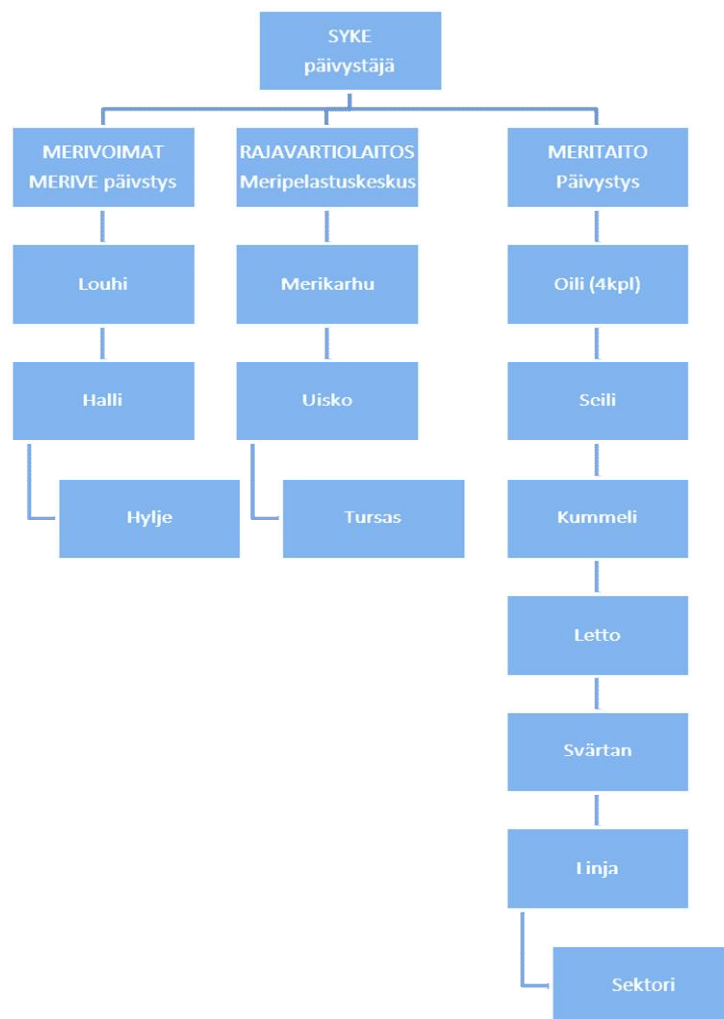 SYKE
päivystäjä
MERIVOIMAT
MERIVE päivstys
RAJAVARTIOLAITOS
Meripelastuskeskus
MERITAITO
Päivystys
Louhi
Merikarhu
Oili (4kpl)
Halli
Uisko
Seili
Hylje
Tursas
Kummeli
Letto
Svärtan
Linja
Sektori